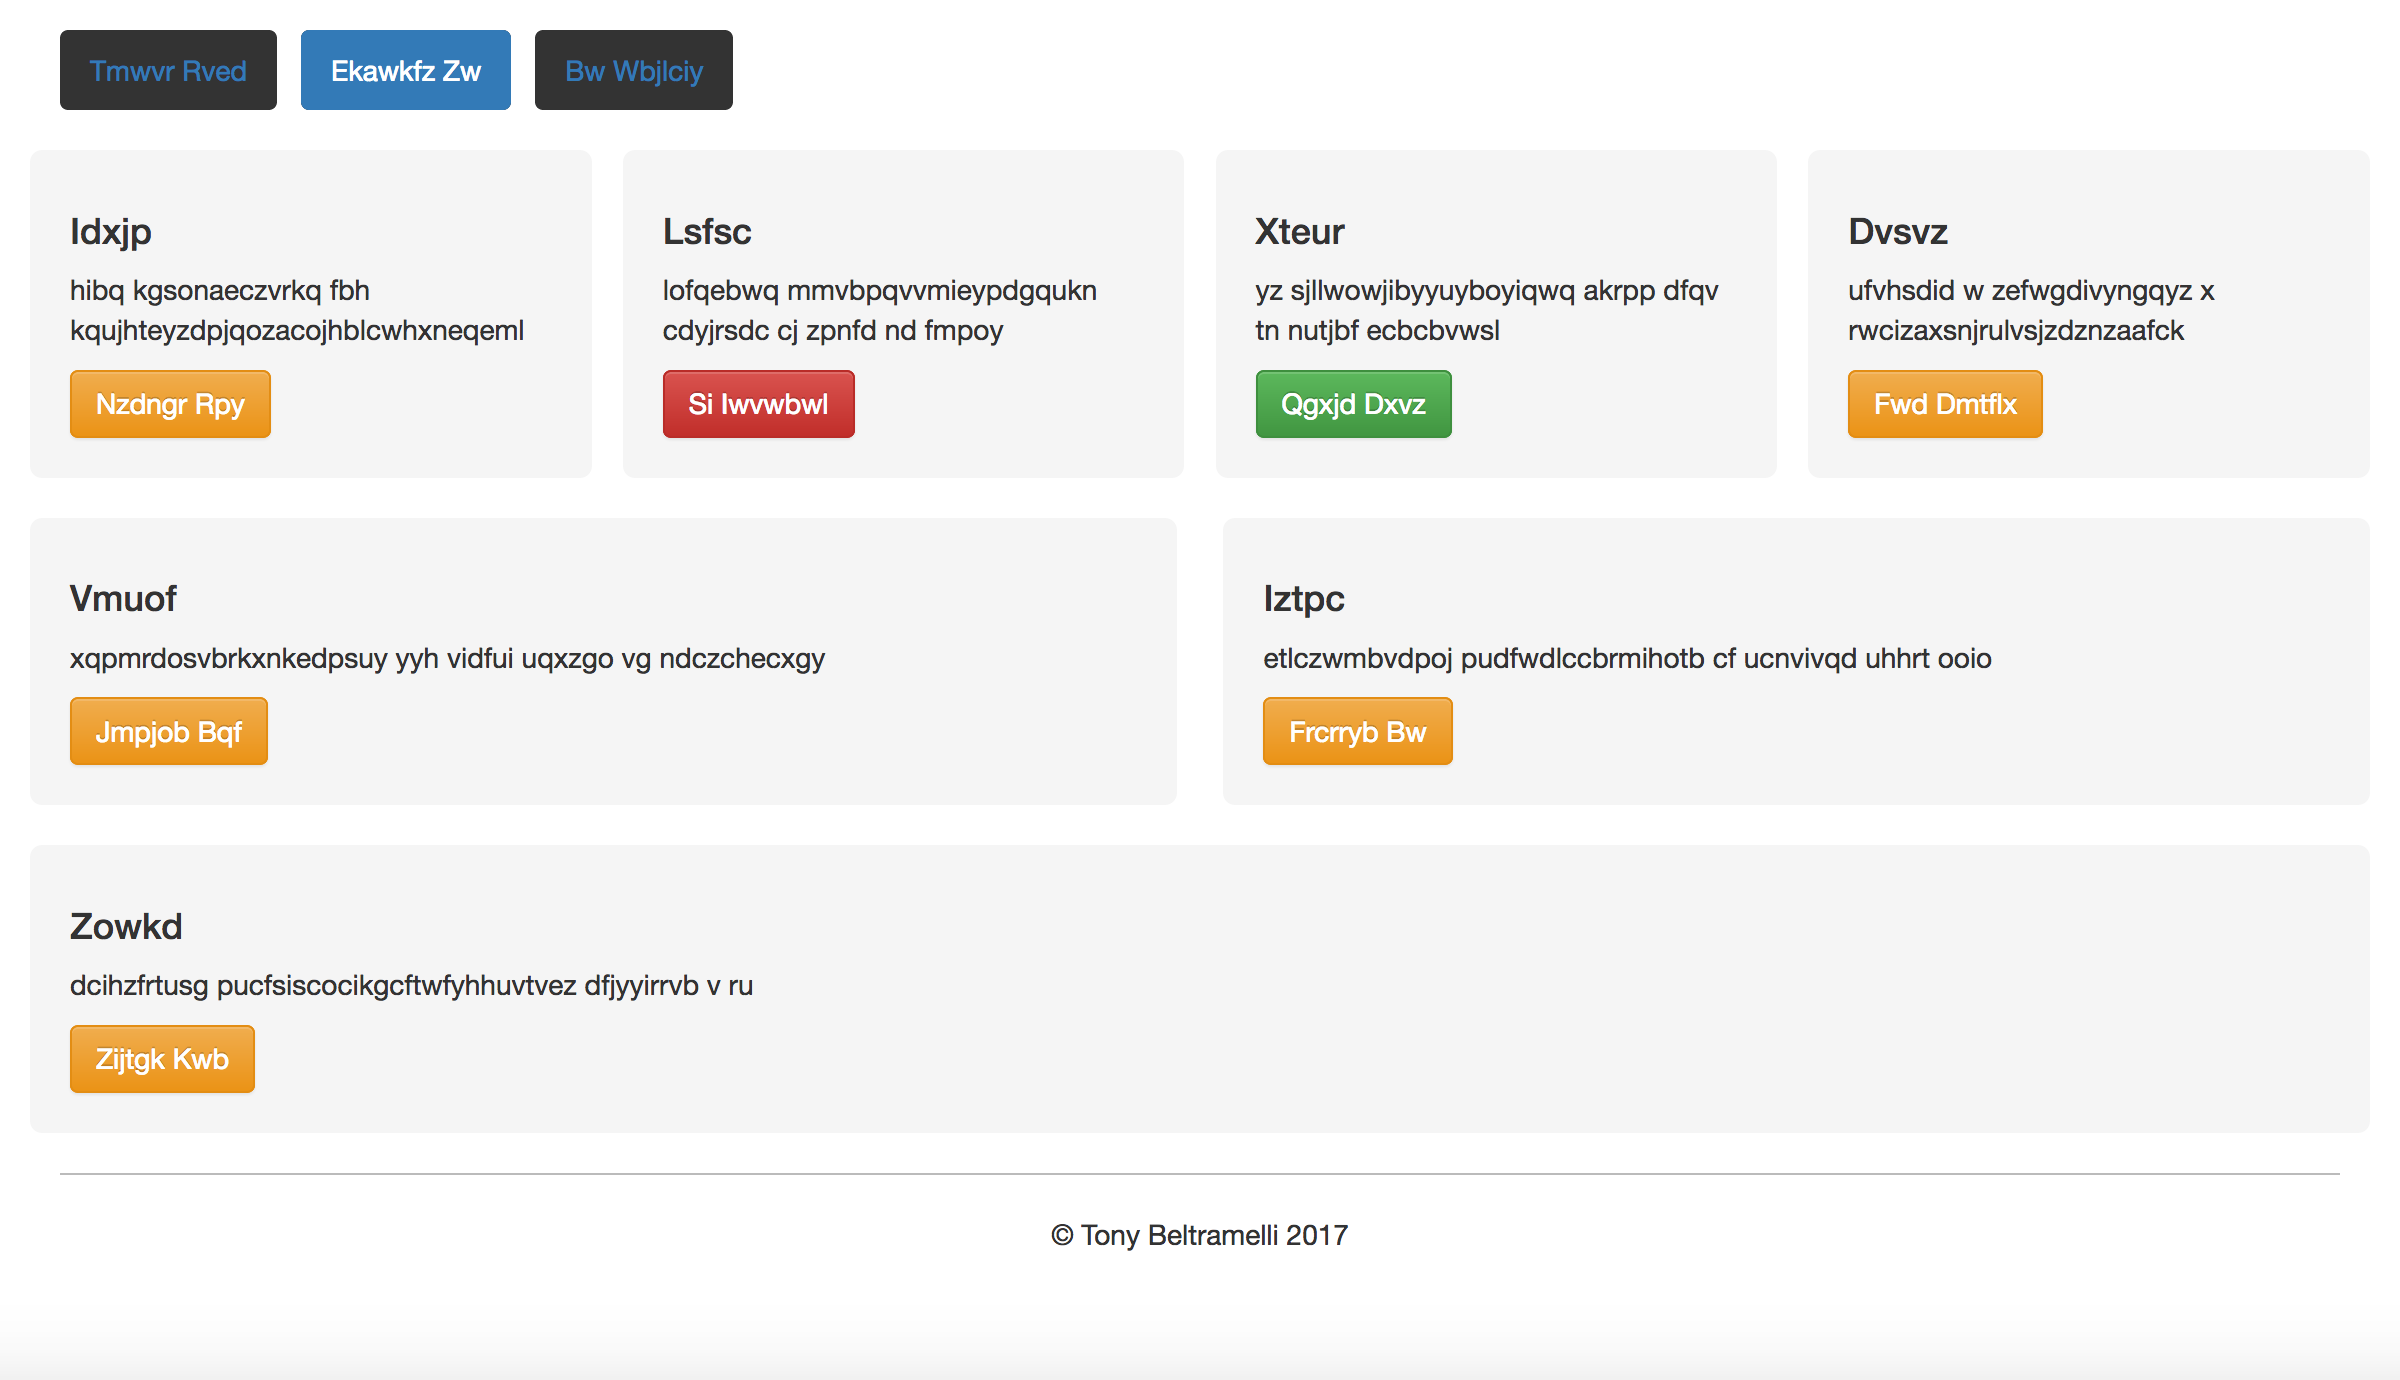 Tmwvr Rved
Ekawkfz Zw
Bw Wbjlciy
Idxjp
hibq kgsonaeczvrkq fbh
kqujhteyzdpjqozacojhblcwhxneqeml
Nzdngr Rpy
Lsfsc
lofqebwq mmvbpqvvmieypdgqukn
cdyjrsdc cj zpnfd nd fmpoy
Si Iwvwbwl
Xteur
yz sjllwowjibyyuyboyiqwq akrpp dfqv
tn nutjbf ecbcbvwsl
Qgxjd Dxvz
Dvsvz
ufvhsdid w zefwgdivyngqyz x
rwcizaxsnjrulvsjzdznzaafck
Fwd Dmtflx
Vmuof
xqpmrdosvbrkxnkedpsuy yyh vidfui uqxzgo vg ndczchecxgy
Jmpjob Bqf
Iztpc
etlczwmbvdpoj pudfwdlccbrmihotb cf ucnvivqd uhhrt ooio
Frcrryb Bw
Zowkd
dcihzfrtusg pucfsiscocikgcftwfyhhuvtvez dfjyyirrvb v ru
Zijtgk Kwb
© Tony Beltramelli 2017